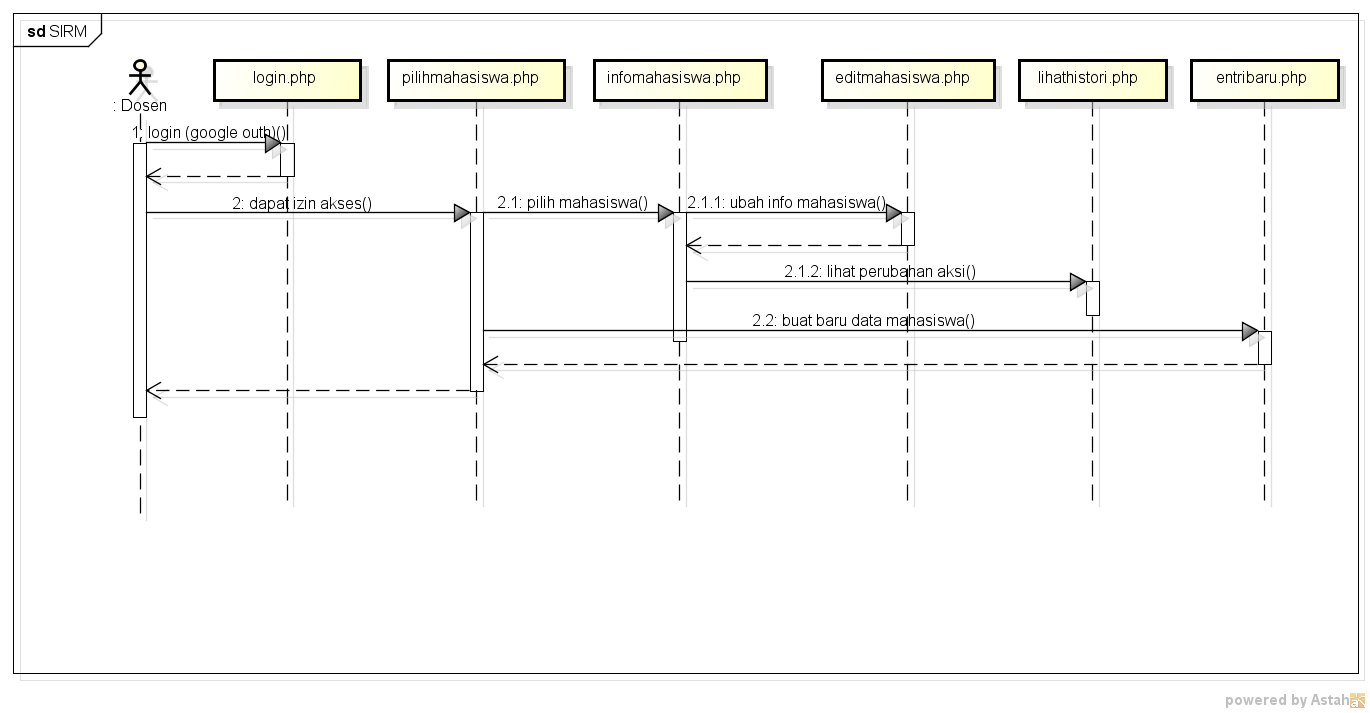 sd SIRM
: Dosen
login.php
pilihmahasiswa.php
infomahasiswa.php
editmahasiswa.php
lihathistori.php
entribaru.php
1: login (google outh)()
2: dapat izin akses()
2.1: pilih mahasiswa()
2.1.1: ubah info mahasiswa()
2.1.2: lihat perubahan aksi()
2.2: buat baru data mahasiswa()
powered by Astah